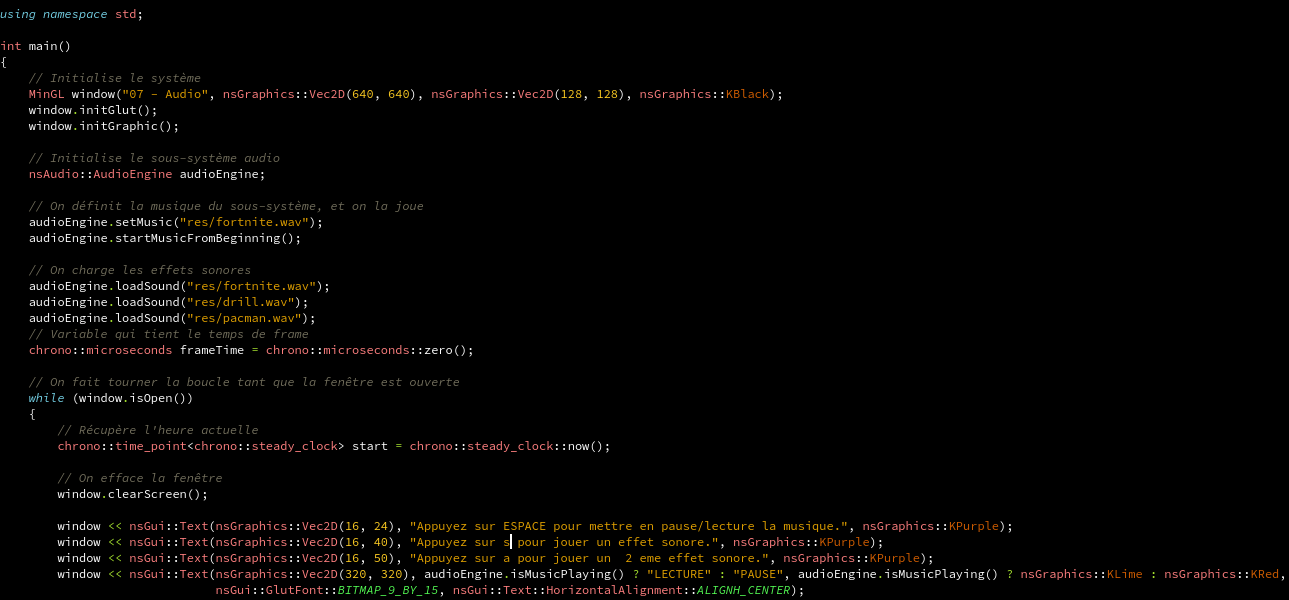 using namespace std;
int main()
{
// Initialise le système
MinGL window("07 - Audio", nsGraphics::Vec2D(640, 640), nsGraphics::Vec2D(128, 128), nsGraphics::KBlack);
window.initGlut();
window.initGraphic();
// Initialise le sous-système audio
nsAudio::AudioEngine audioEngine;
// On définit la musique du sous-système, et on la joue
audioEngine.setMusic("res/fortnite.wav");
audioEngine.startMusicFromBeginning();
// On charge les effets sonores
audioEngine.loadSound("res/fortnite.wav");
audioEngine.loadSound("res/drill.wav");
audioEngine.loadSound("res/pacman.wav");
// Variable qui tient le temps de frame
chrono::microseconds frameTime = chrono::microseconds::zero();
// On fait tourner la boucle tant que la fenêtre est ouverte
while (window.isOpen())
{
// Récupère l'heure actuelle
chrono::time_point<chrono::steady_clock> start = chrono::steady_clock::now();
// On efface la fenêtre
window.clearScreen();
window << nsGui::Text(nsGraphics::Vec2D(16, 24), "Appuyez sur ESPACE pour mettre en pause/lecture la musique.", nsGraphics::KPurple);
window << nsGui::Text(nsGraphics::Vec2D(16, 40), "Appuyez sur s pour jouer un effet sonore.", nsGraphics::KPurple);
window << nsGui::Text(nsGraphics::Vec2D(16, 50), "Appuyez sur a pour jouer un  2 eme effet sonore.", nsGraphics::KPurple);
window << nsGui::Text(nsGraphics::Vec2D(320, 320), audioEngine.isMusicPlaying() ? "LECTURE" : "PAUSE", audioEngine.isMusicPlaying() ? nsGraphics::KLime : nsGraphics::KRed,
nsGui::GlutFont::BITMAP_9_BY_15, nsGui::Text::HorizontalAlignment::ALIGNH_CENTER);